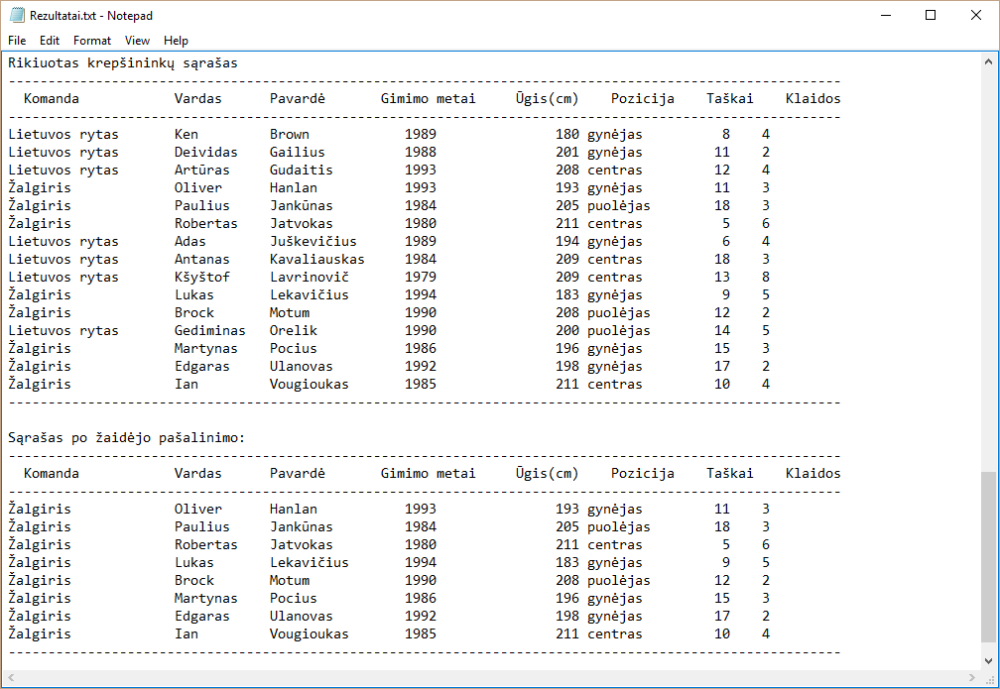 Rezultatai.txt - Notepad
File Edit Format View Help
Rikiuotas krepšininkų sąrašas
---------------------------------------------------------------------------------------------------------
  Komanda            Vardas      Pavardė       Gimimo metai     Ūgis(cm)    Pozicija    Taškai    Klaidos
---------------------------------------------------------------------------------------------------------
Lietuvos rytas       Ken         Brown            1989               180 gynėjas          8    4
Lietuvos rytas       Deividas    Gailius          1988               201 gynėjas         11    2
Lietuvos rytas       Artūras     Gudaitis         1993               208 centras         12    4
Žalgiris             Oliver      Hanlan           1993               193 gynėjas         11    3
Žalgiris             Paulius     Jankūnas         1984               205 puolėjas        18    3
Žalgiris             Robertas    Jatvokas         1980               211 centras          5    6
Lietuvos rytas       Adas        Juškevičius      1989               194 gynėjas          6    4
Lietuvos rytas       Antanas     Kavaliauskas     1984               209 centras         18    3
Lietuvos rytas       Kšyštof     Lavrinovič       1979               209 centras         13    8
Žalgiris             Lukas       Lekavičius       1994               183 gynėjas          9    5
Žalgiris             Brock       Motum            1990               208 puolėjas        12    2
Lietuvos rytas       Gediminas   Orelik           1990               200 puolėjas        14    5
Žalgiris             Martynas    Pocius           1986               196 gynėjas         15    3
Žalgiris             Edgaras     Ulanovas         1992               198 gynėjas         17    2
Žalgiris             Ian         Vougioukas       1985               211 centras         10    4
---------------------------------------------------------------------------------------------------------
Sąrašas po žaidėjo pašalinimo:
---------------------------------------------------------------------------------------------------------
  Komanda            Vardas      Pavardė       Gimimo metai     Ūgis(cm)    Pozicija    Taškai    Klaidos
---------------------------------------------------------------------------------------------------------
Žalgiris             Oliver      Hanlan           1993               193 gynėjas         11    3
Žalgiris             Paulius     Jankūnas         1984               205 puolėjas        18    3
Žalgiris             Robertas    Jatvokas         1980               211 centras          5    6
Žalgiris             Lukas       Lekavičius       1994               183 gynėjas          9    5
Žalgiris             Brock       Motum            1990               208 puolėjas        12    2
Žalgiris             Martynas    Pocius           1986               196 gynėjas         15    3
Žalgiris             Edgaras     Ulanovas         1992               198 gynėjas         17    2
Žalgiris             Ian         Vougioukas       1985               211 centras         10    4
---------------------------------------------------------------------------------------------------------